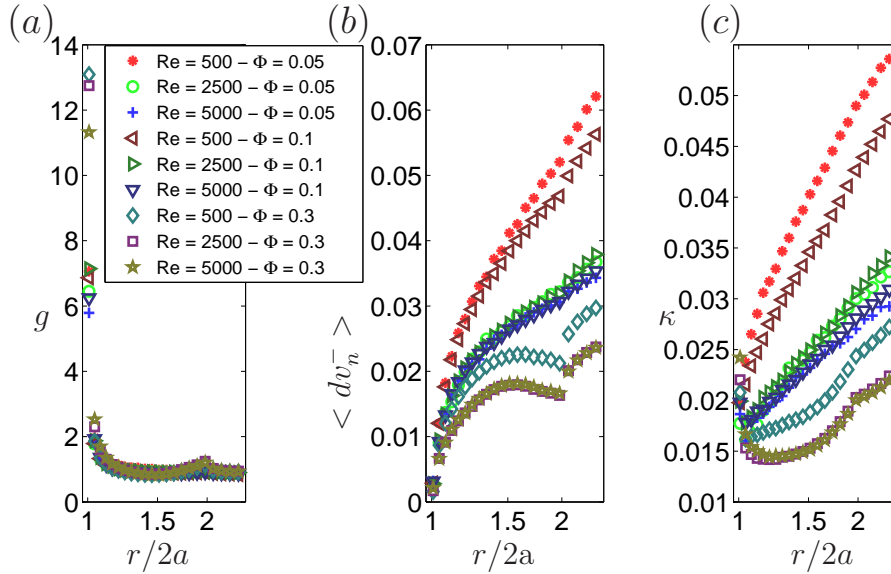 (a)
14
12
10
8
6
4
2
0
g
1
1.5
2
r/2a
Re = 500 − Φ = 0.05
Re = 2500 − Φ = 0.05
Re = 5000 − Φ = 0.05
Re = 500 − Φ = 0.1
Re = 2500 − Φ = 0.1
Re = 5000 − Φ = 0.1
Re = 500 − Φ = 0.3
Re = 2500 − Φ = 0.3
Re = 5000 − Φ = 0.3
(b)
0.07
0.06
0.05
0.04
0.03
0.02
0.01
0
< dv_n^- >
1
1.5
2
r/2a
(c)
0.05
0.045
0.04
0.035
0.03
0.025
0.02
0.015
0.01
κ
1
1.5
2
r/2a